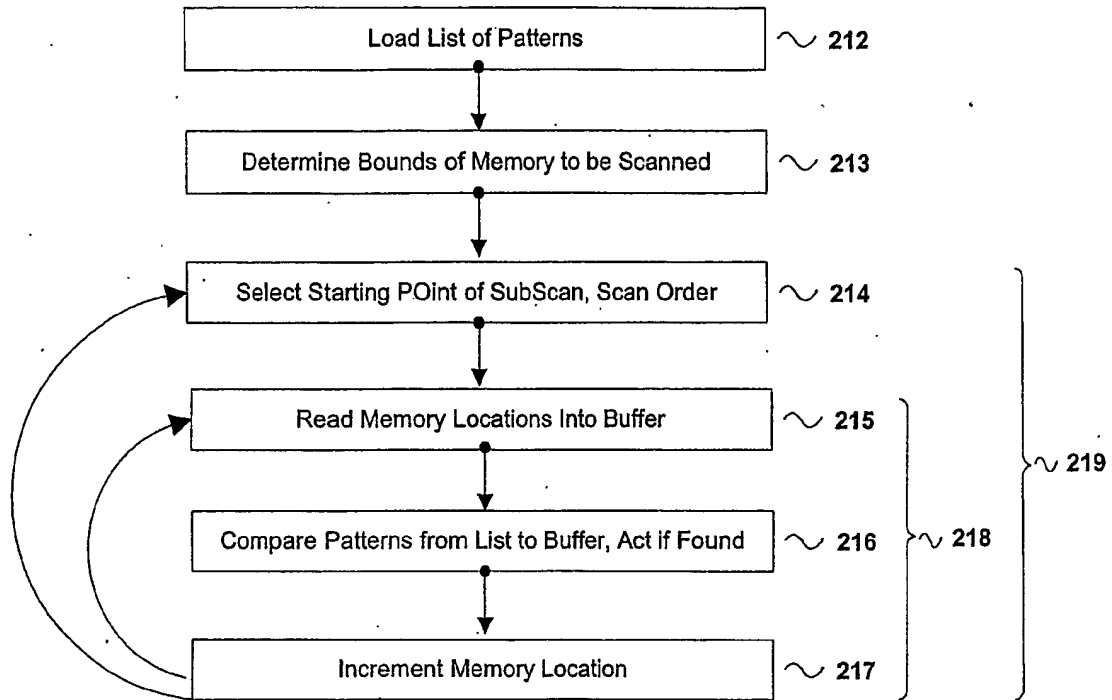 Load List of Patterns 212
Determine Bounds of Memory to be Scanned 213
Select Starting POint of SubScan, Scan Order 214
Read Memory Locations Into Buffer 215
219
Compare Patterns from List to Buffer, Act if Found 216
218
Increment Memory Location 217